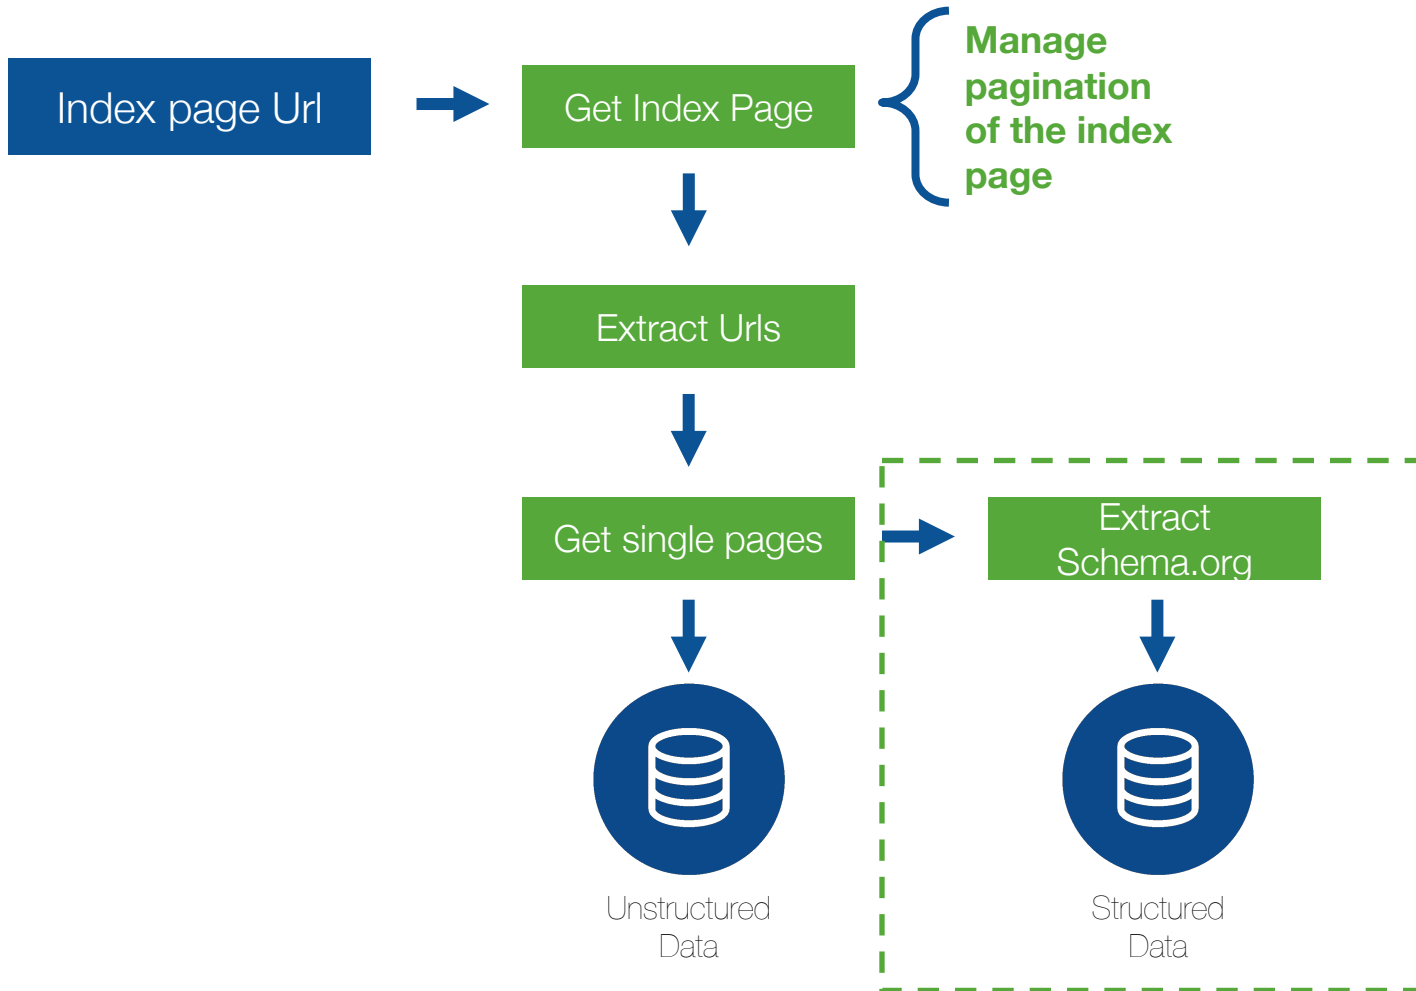 Index page Url
Get Index Page
Manage
pagination
of the index
page
Extract Urls
Get single pages
Extract
Schema.org
Unstructured
Data
Structured
Data